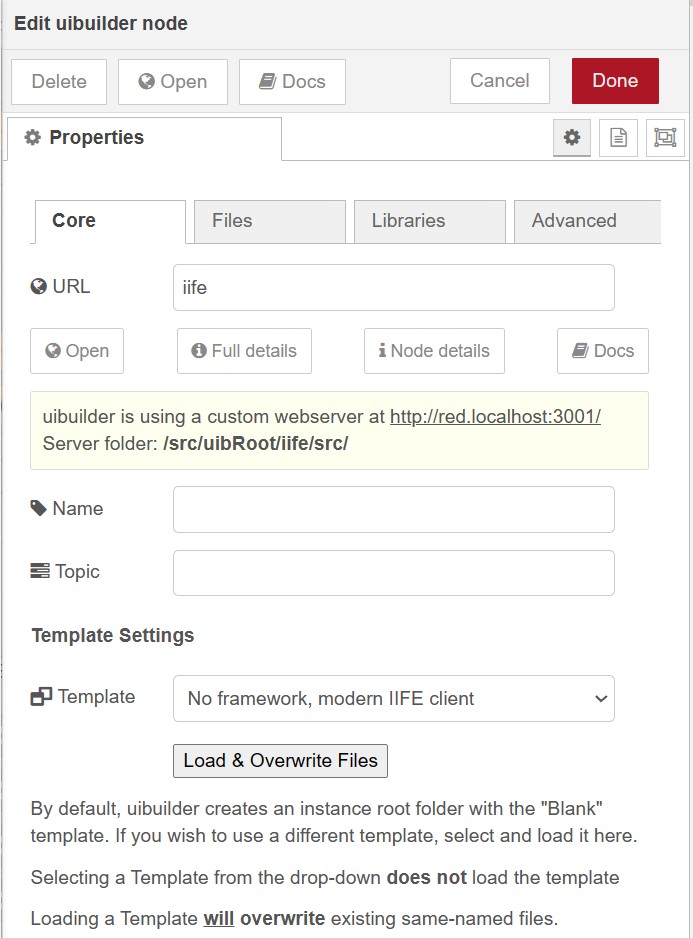 Edit uibuilder node
Delete Open Docs Cancel Done
Properties
Core Files Libraries Advanced
URL iife
Open Full details Node details Docs
uibuilder is using a custom webserver at http://red.localhost:3001/
Server folder: /src/uibRoot/iife/src/
Name
Topic
Template Settings
Template No framework, modern IIFE client
Load & Overwrite Files
By default, uibuilder creates an instance root folder with the "Blank"
template. If you wish to use a different template, select and load it here.
Selecting a Template from the drop-down does not load the template
Loading a Template will overwrite existing same-named files.